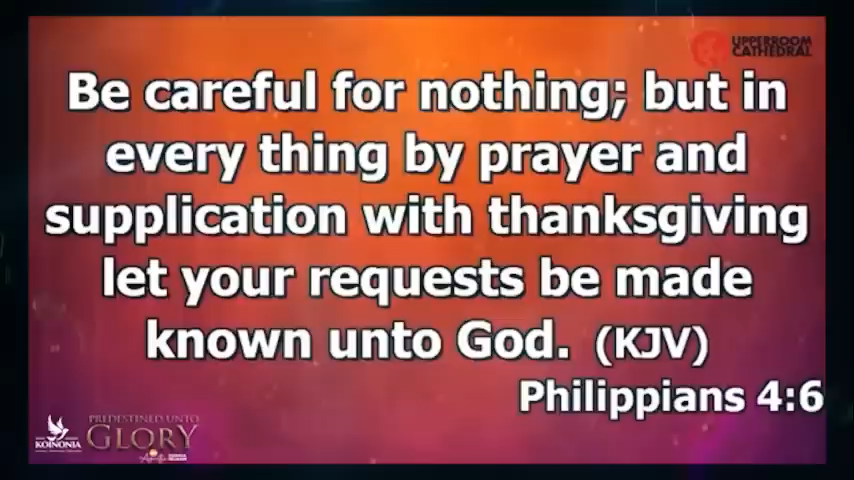 UPPERROOM
CATHEDRAL
Be careful for nothing; but in
every thing by prayer and
supplication with thanksgiving
let your requests be made
known unto God. (KJV)
Philippians 4:6
KOINONIA
PREDESTINED UNTO
GLORY